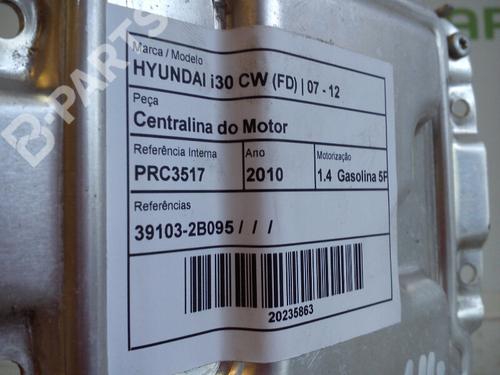 B-PARTS
Marca / Modelo
HYUNDAI i30 CW (FD) | 07 - 12
Peça
Centralina do Motor
Referência Interna
PRC3517
Ano
2010
Motorização
1.4 Gasolina 5P
Referências
39103-2B095 / / /
20235863